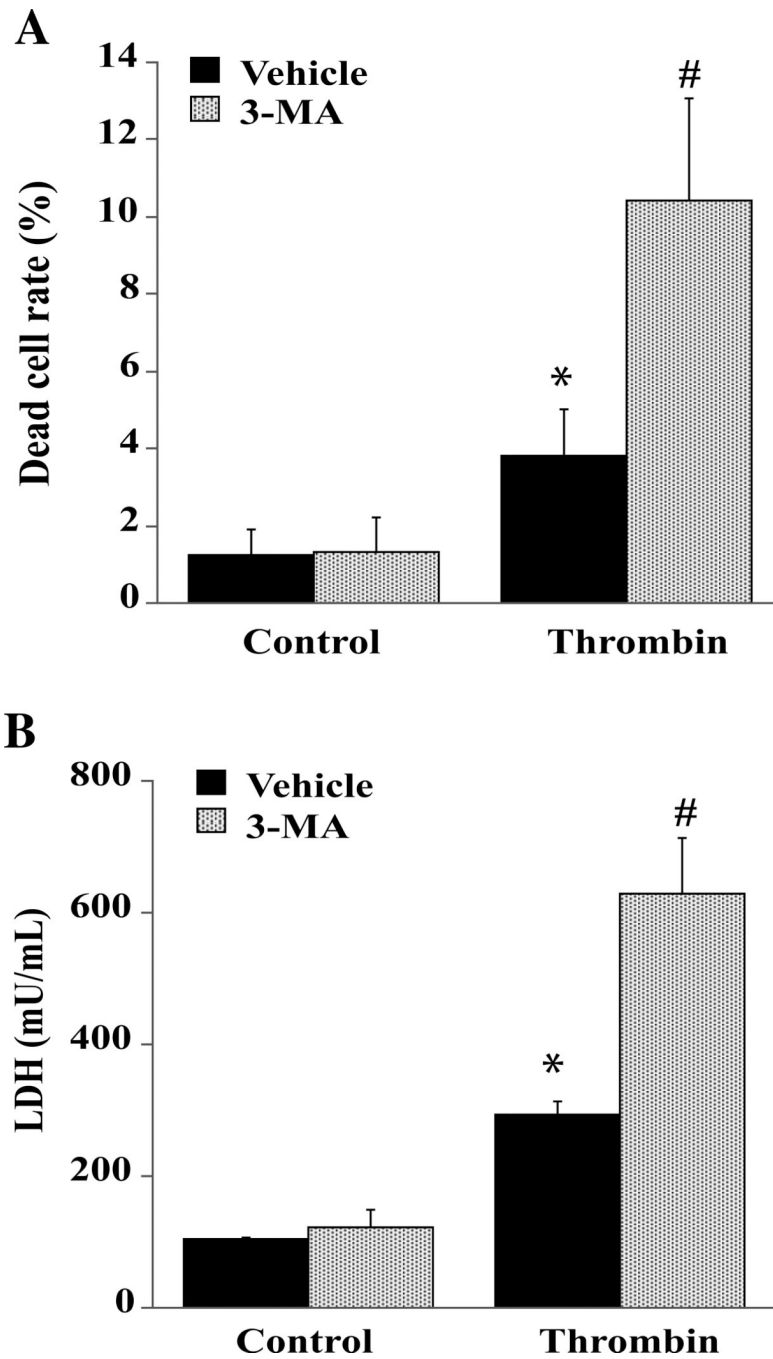 A
14
12
10
8
6
4
2
0
Dead cell rate (%)
Vehicle
3-MA
*
#
Control Thrombin
B
800
600
400
200
0
LDH (mU/mL)
Vehicle
3-MA
*
#
Control Thrombin